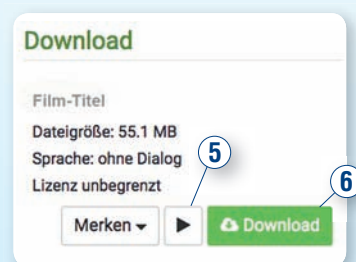 Download
Film-Titel
Dateigröße: 55.1 MB
Sprache: ohne Dialog
Lizenz unbegrenzt
5
6
Merken
Download